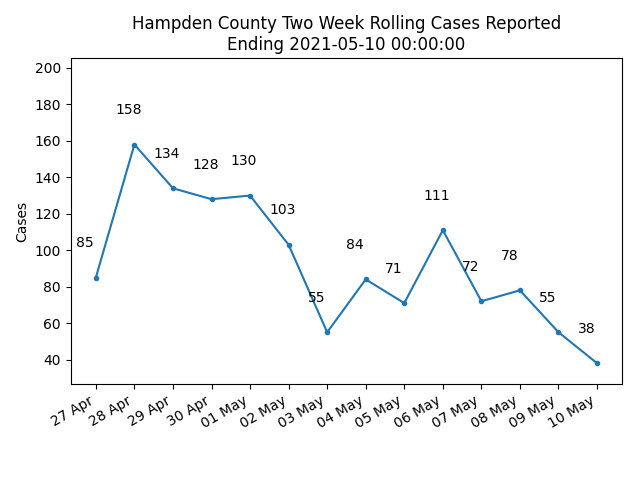 Hampden County Two Week Rolling Cases Reported
Ending 2021-05-10 00:00:00
Cases
200
180
160
140
120
100
80
60
40
85
158
134
128
130
103
55
84
71
111
72
78
55
38
27 Apr
28 Apr
29 Apr
30 Apr
01 May
02 May
03 May
04 May
05 May
06 May
07 May
08 May
09 May
10 May